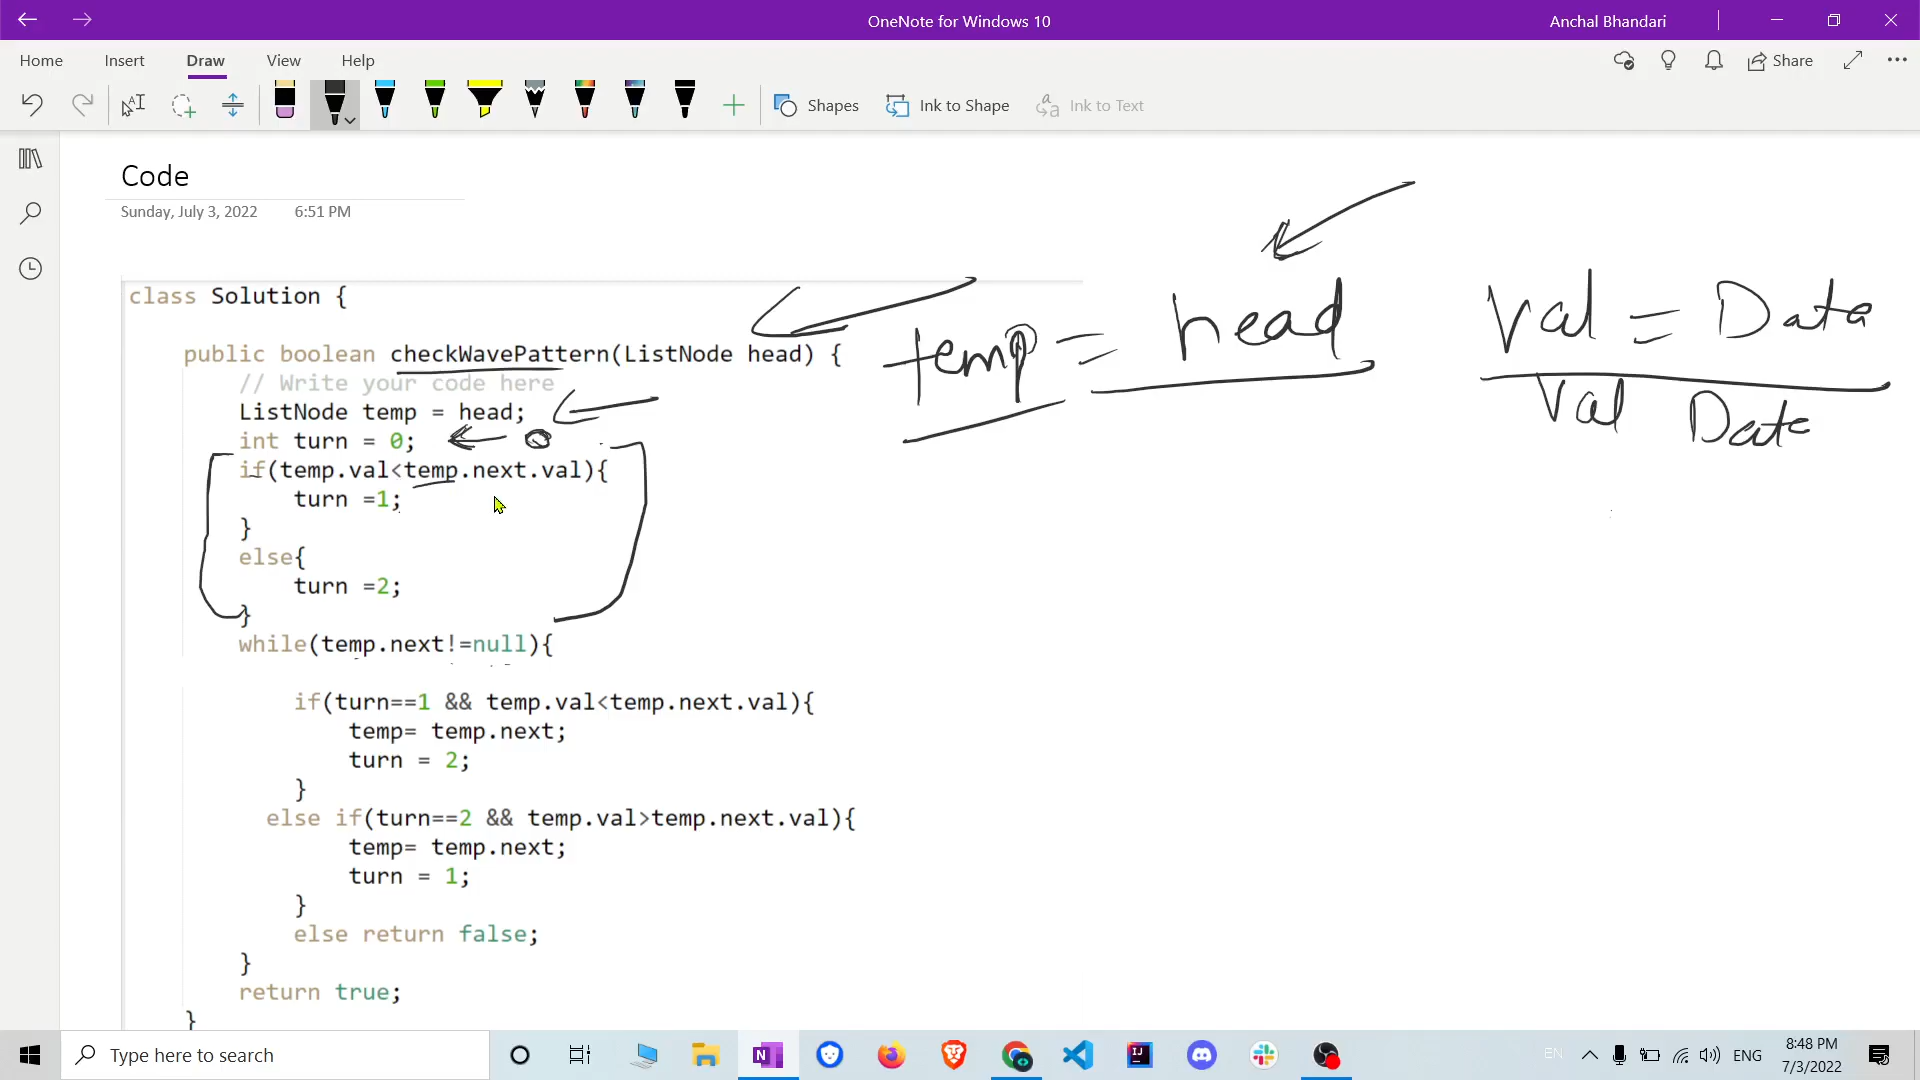 OneNote for Windows 10
Anchal Bhandari
Home Insert Draw View Help
Share
Shapes Ink to Shape Ink to Text
Code
Sunday, July 3, 2022 6:51 PM
class Solution {
public boolean checkWavePattern(ListNode head) {
// Write your code here
ListNode temp = head;
int turn = 0;
if(temp.val<temp.next.val){
turn =1;
}
else{
turn =2;
}
while(temp.next!=null){
if(turn==1 && temp.val<temp.next.val){
temp= temp.next;
turn = 2;
}
else if(turn==2 && temp.val>temp.next.val){
temp= temp.next;
turn = 1;
}
else return false;
}
return true;
}
temp = head
Val = Data
Val Data
Type here to search
EN
ENG
8:48 PM
7/3/2022